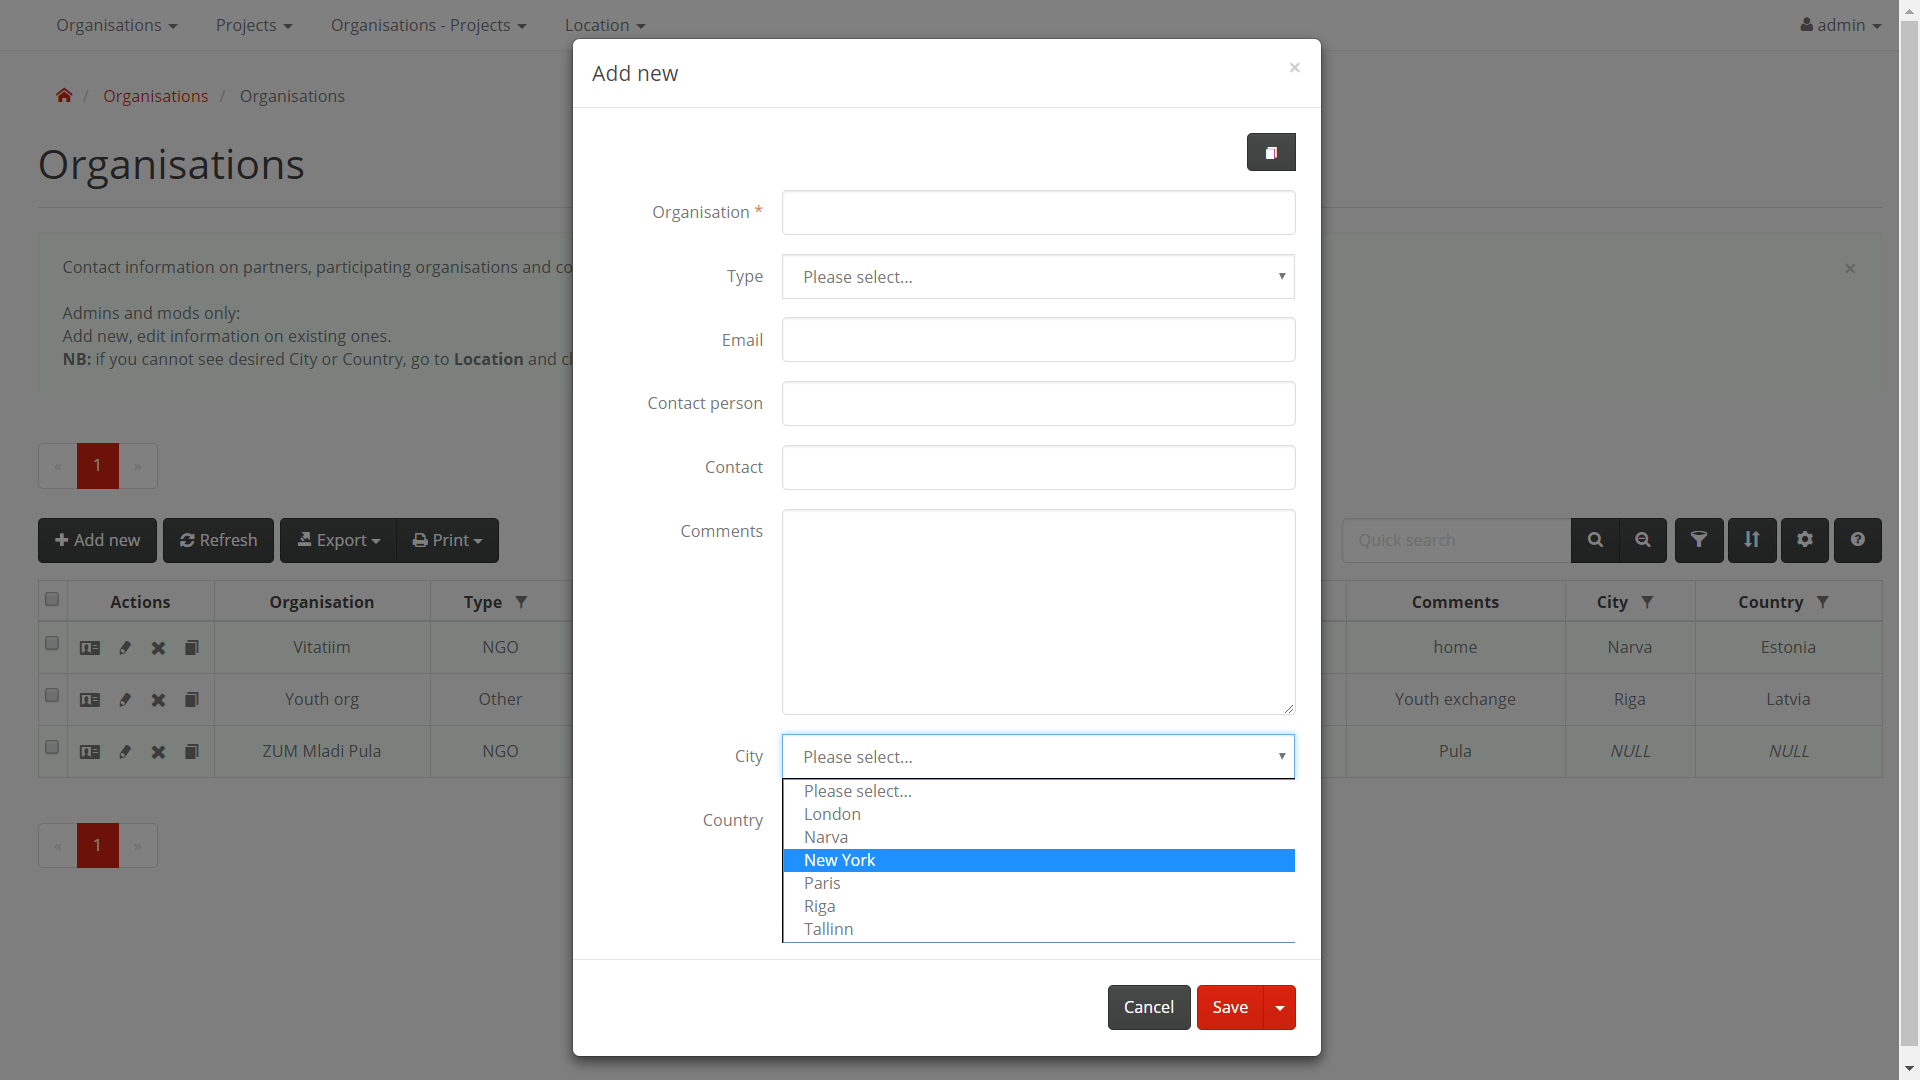 Organisations
Projects
Organisations - Projects
Location
admin
Add new
×
/ Organisations / Organisations
Organisations
Contact information on partners, participating organisations and co
×
Admins and mods only:
Add new, edit information on existing ones.
NB: if you cannot see desired City or Country, go to Location and cl
Organisation *
Type
Please select...
Email
Contact person
Contact
Comments
City
Please select...
Please select...
London
Narva
New York
Paris
Riga
Tallinn
Country
Cancel
Save
« 1 »
Add new
Refresh
Export
Print
Quick search
Actions Organisation Type Comments City Country
Vitatiim NGO home Narva Estonia
Youth org Other Youth exchange Riga Latvia
ZUM Mladi Pula NGO Pula NULL NULL
« 1 »